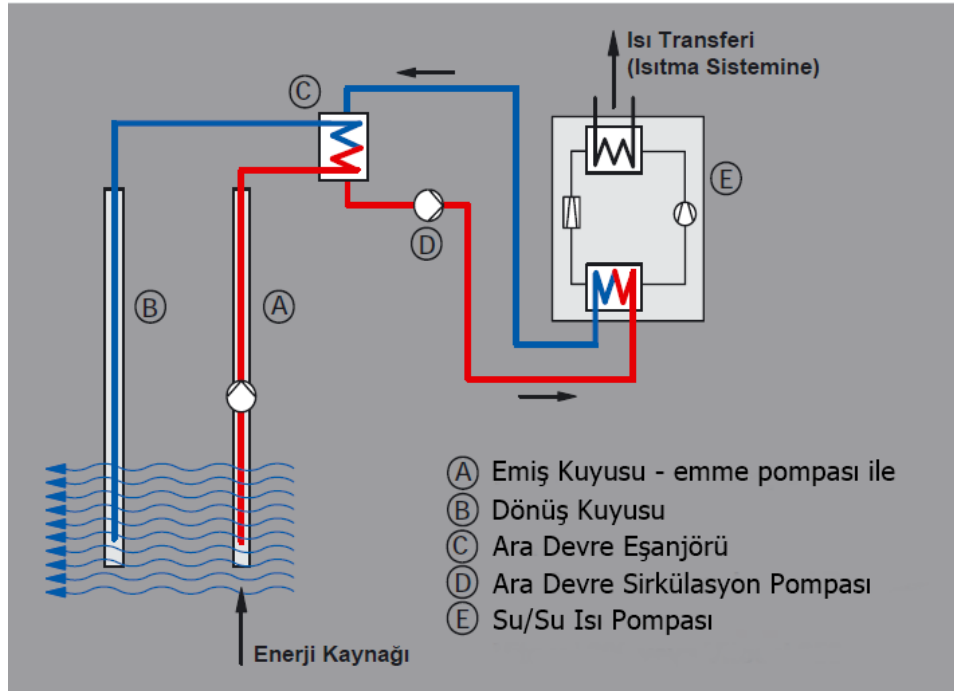 Isı Transferi
(Isıtma Sistemine)
C
E
D
B
A
A Emiş Kuyusu - emme pompası ile
B Dönüş Kuyusu
C Ara Devre Eşanjörü
D Ara Devre Sirkülasyon Pompası
E Su/Su Isı Pompası
Enerji Kaynağı